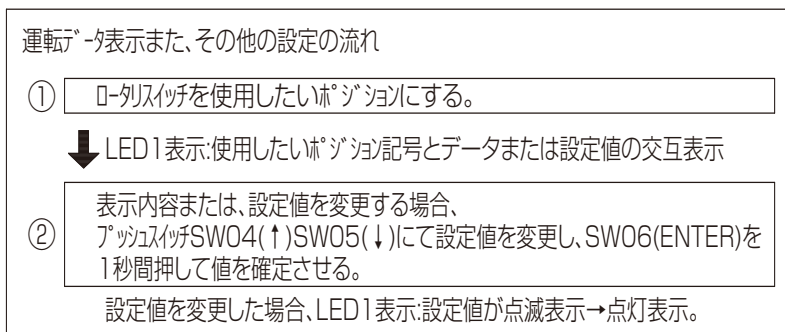 運転ﾃﾞｰﾀ表示また、その他の設定の流れ
① ﾛｰﾀﾘｽｲｯﾁを使用したいﾎﾟｼﾞｼｮﾝにする。
LED1表示:使用したいﾎﾟｼﾞｼｮﾝ記号とデータまたは設定値の交互表示
② 表示内容または、設定値を変更する場合、
ﾌﾟｯｼｭｽｲｯﾁSW04(↑)SW05(↓)にて設定値を変更し、SW06(ENTER)を
1秒間押して値を確定させる。
設定値を変更した場合、LED1表示:設定値が点滅表示→点灯表示。